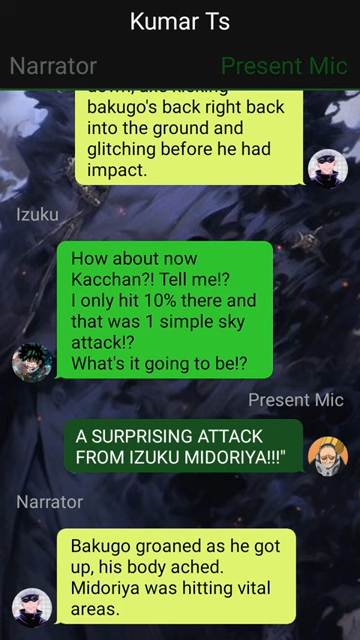 Kumar Ts
Narrator
Present Mic
bakugo's back right back
into the ground and
glitching before he had
impact.
Izuku
How about now
Kacchan?! Tell me!?
I only hit 10% there and
that was 1 simple sky
attack!?
What's it going to be!?
Present Mic
A SURPRISING ATTACK
FROM IZUKU MIDORIYA!!!"
Narrator
Bakugo groaned as he got
up, his body ached.
Midoriya was hitting vital
areas.